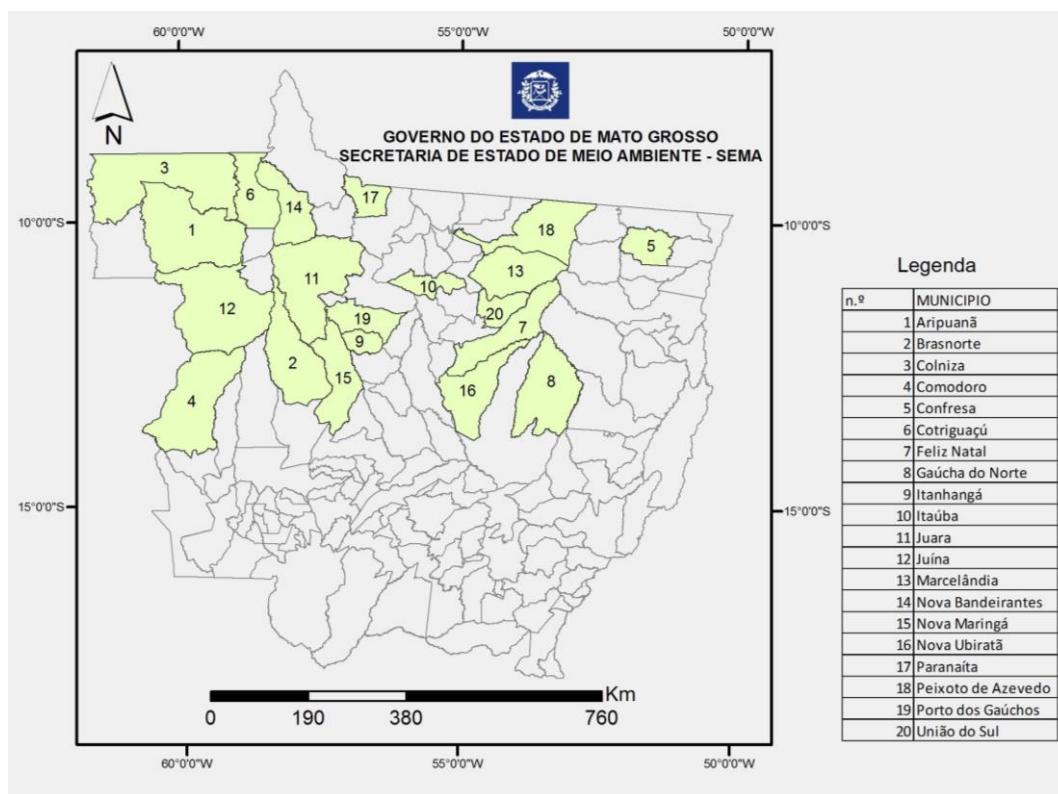 60°0'0"W 55°0'0"W 50°0'0"W
N
GOVERNO DO ESTADO DE MATO GROSSO
SECRETARIA DE ESTADO DE MEIO AMBIENTE - SEMA
3
6
17
14
10°0'0"S
10°0'0"S
1
18
5
13
11
10
12
20
19
7
9
2
15
16
8
4
15°0'0"S
15°0'0"S
Km
0 190 380 760
60°0'0"W 55°0'0"W 50°0'0"W
Legenda
n.º MUNICIPIO
1 Aripuanã
2 Brasnorte
3 Colniza
4 Comodoro
5 Confresa
6 Cotriguaçú
7 Feliz Natal
8 Gaúcha do Norte
9 Itanhangá
10 Itaúba
11 Juara
12 Juína
13 Marcelândia
14 Nova Bandeirantes
15 Nova Maringá
16 Nova Ubiratã
17 Paranaíta
18 Peixoto de Azevedo
19 Porto dos Gaúchos
20 União do Sul